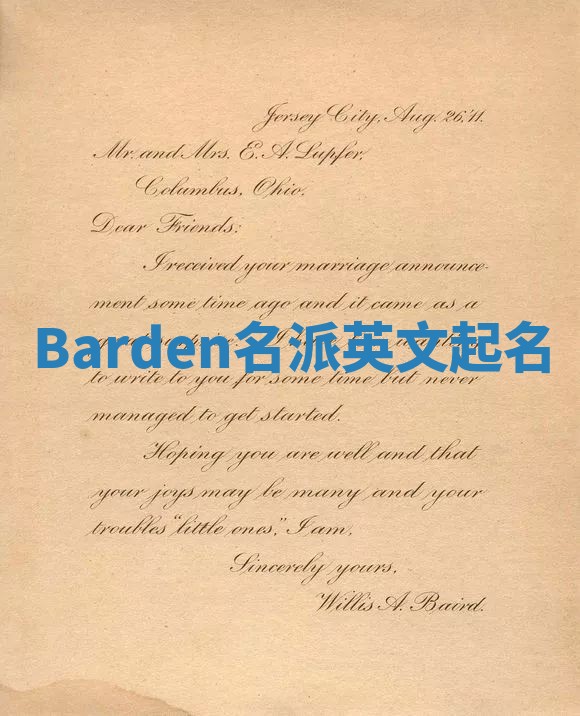 Jersey City, Aug. 26,'11.
Mr. and Mrs. E. A. Lupfer,
Columbus, Ohio.
Dear Friends:
I received your marriage announce-
ment some time ago and it came as a
Barden名派英文起名
to write to you for some time but never
managed to get started.
Hoping you are well and that
your joys may be many and your
troubles "little ones," I am,
Sincerely yours,
Willis A. Baird.